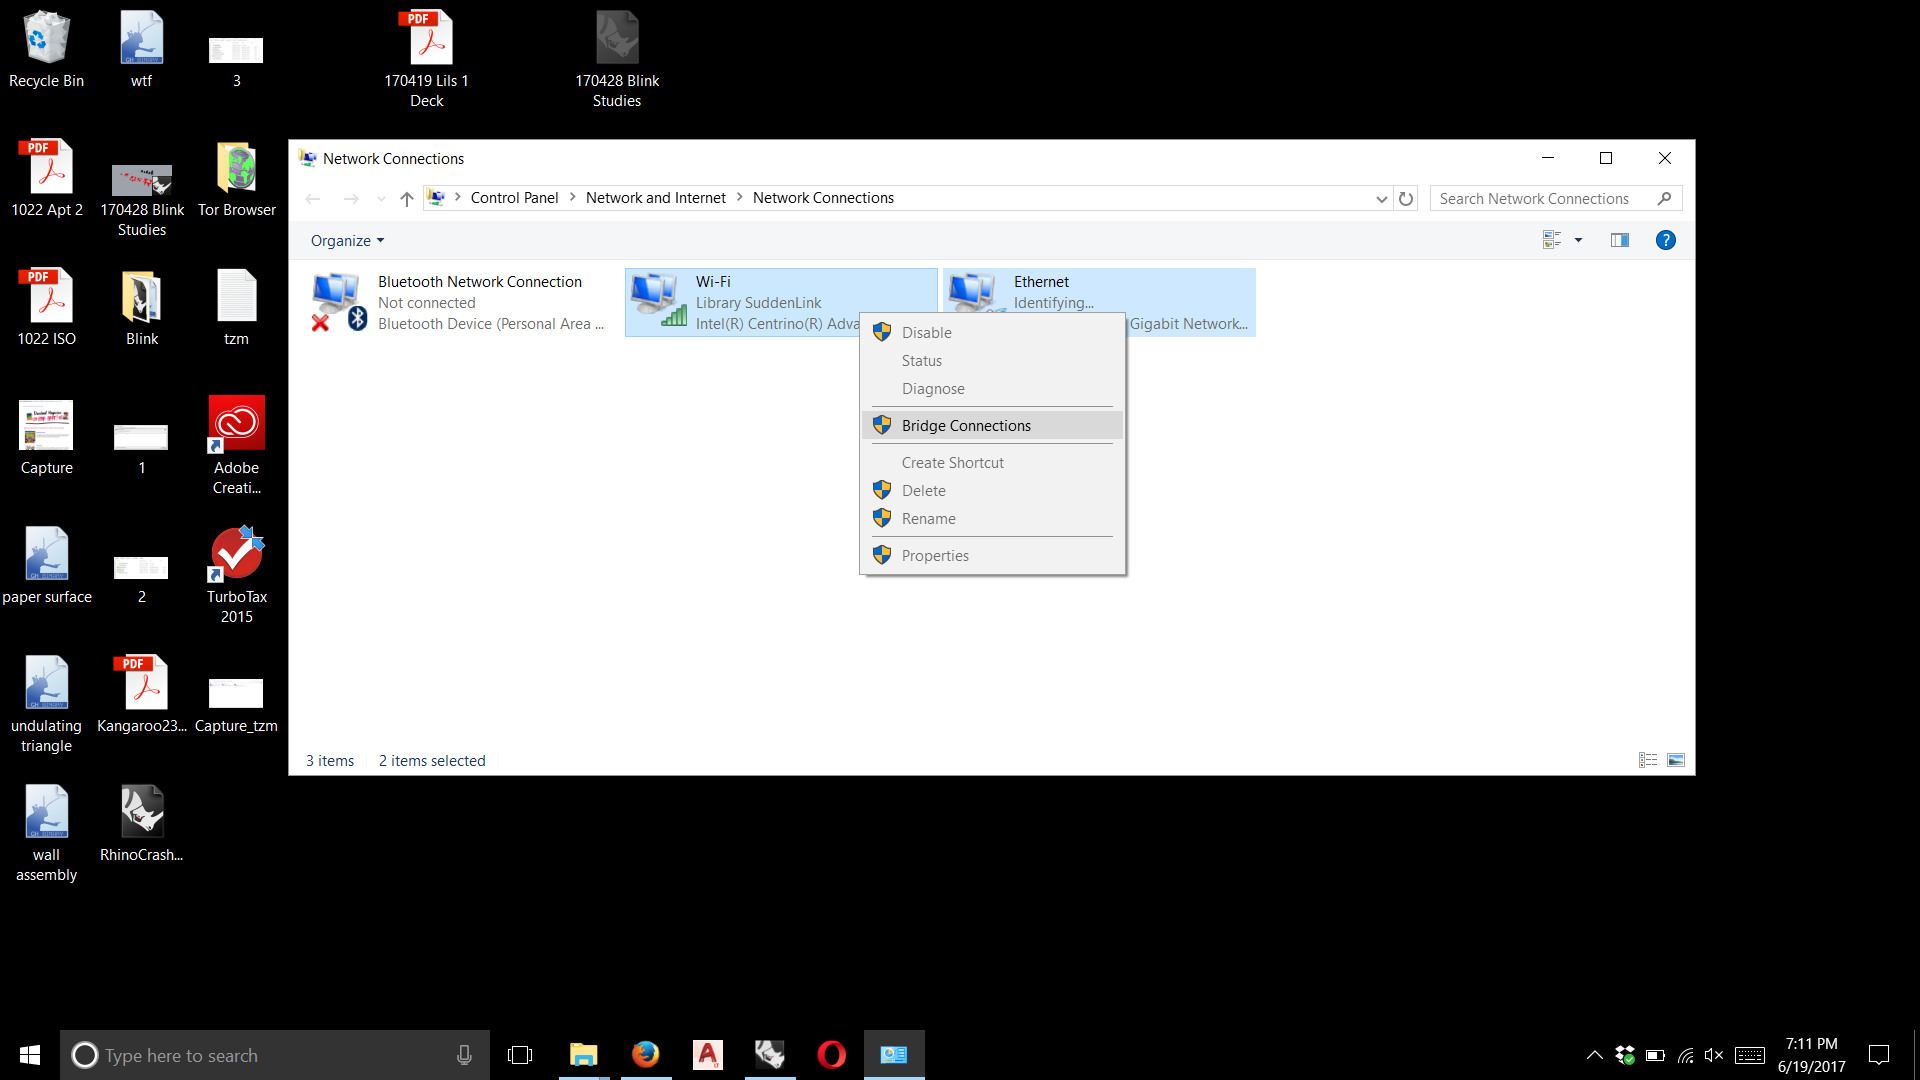 Recycle Bin
wtf
3
170419 Lils 1
Deck
170428 Blink
Studies
1022 Apt 2
170428 Blink
Studies
Tor Browser
1022 ISO
Blink
tzm
Capture
1
Adobe
Creati...
paper surface
2
TurboTax
2015
undulating
triangle
Kangaroo23...
Capture_tzm
wall
assembly
RhinoCrash...
PDF
PDF
PDF
PDF
Network Connections
Control Panel
Network and Internet
Network Connections
Search Network Connections
Organize
Bluetooth Network Connection
Not connected
Bluetooth Device (Personal Area ...
Wi-Fi
Library SuddenLink
Intel(R) Centrino(R) Adva
Ethernet
Identifying...
Gigabit Network...
Disable
Status
Diagnose
Bridge Connections
Create Shortcut
Delete
Rename
Properties
3 items
2 items selected
Type here to search
7:11 PM
6/19/2017